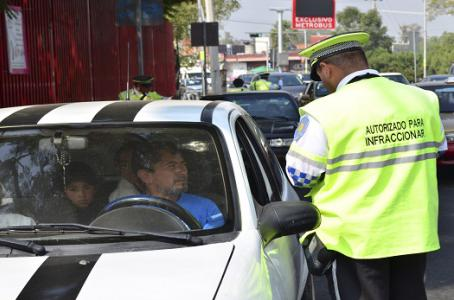 EXCLUSIVO
METROBUS
AUTORIZADO PARA
INFRACCIONAR